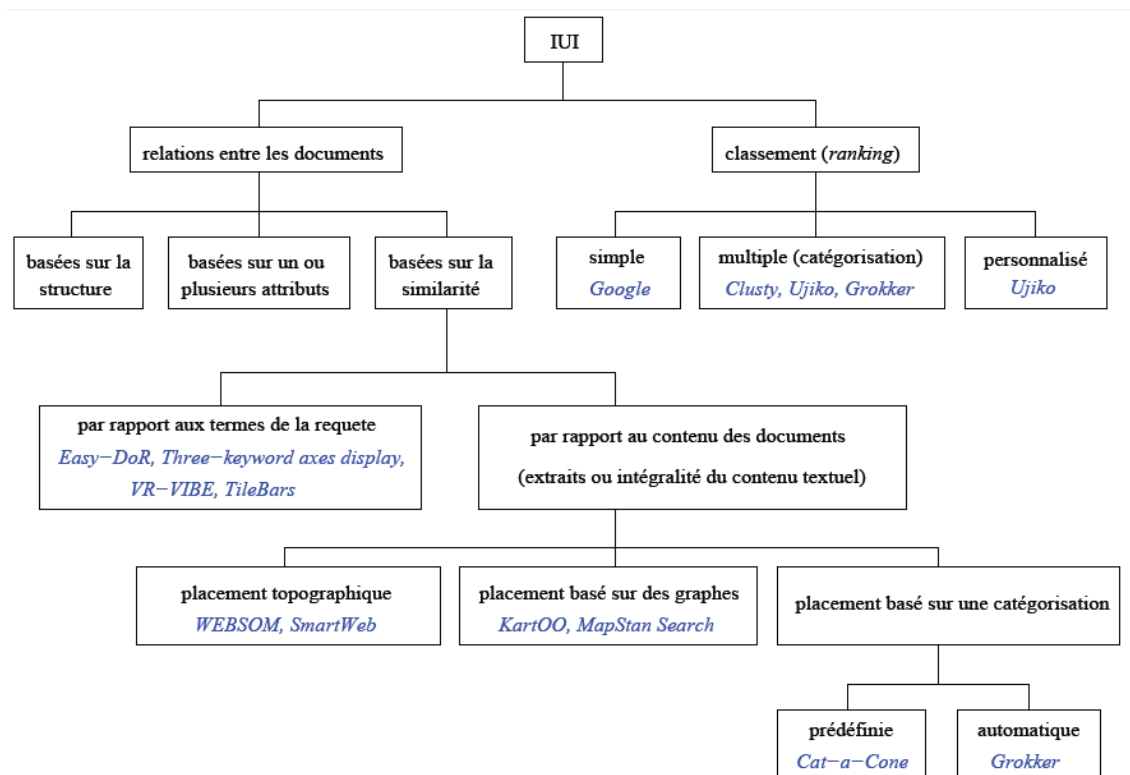 IUI
relations entre les documents
classement (ranking)
basées sur la
structure
basées sur un ou
plusieurs attributs
basées sur la
similarité
simple
Google
multiple (catégorisation)
Clusty, Ujiko, Grokker
personnalisé
Ujiko
par rapport aux termes de la requete
Easy−DoR, Three−keyword axes display,
VR−VIBE, TileBars
par rapport au contenu des documents
(extraits ou intégralité du contenu textuel)
placement topographique
WEBSOM, SmartWeb
placement basé sur des graphes
KartOO, MapStan Search
placement basé sur une catégorisation
prédéfinie
Cat−a−Cone
automatique
Grokker